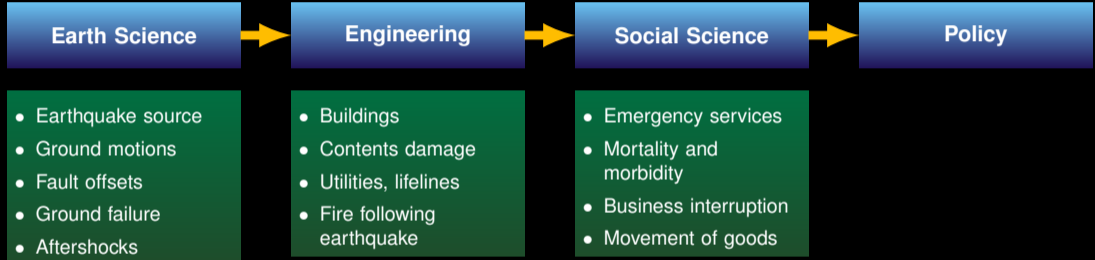 Earth Science
Engineering
Social Science
Policy
• Earthquake source
• Ground motions
• Fault offsets
• Ground failure
• Aftershocks
• Buildings
• Contents damage
• Utilities, lifelines
• Fire following
earthquake
• Emergency services
• Mortality and
morbidity
• Business interruption
• Movement of goods